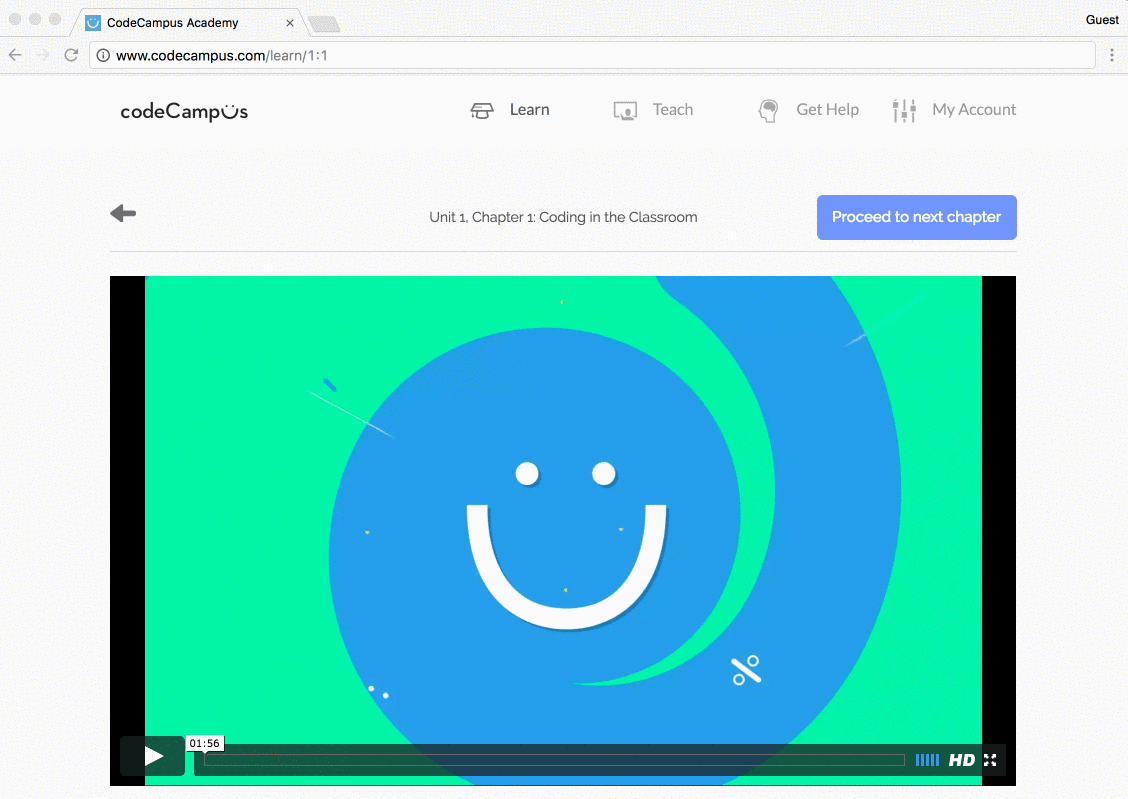 CodeCampus Academy
Guest
www.codecampus.com/learn/1:1
codeCampUs
Learn
Teach
Get Help
My Account
Unit 1, Chapter 1: Coding in the Classroom
Proceed to next chapter
%
01:56
HD